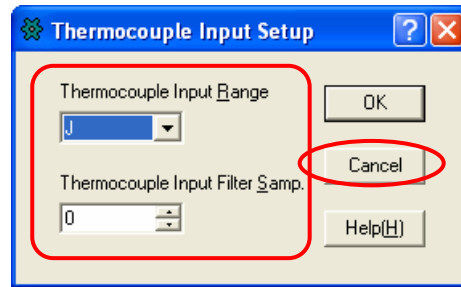 Thermocouple Input Setup
Thermocouple Input Range
J
Thermocouple Input Filter Samp.
0
OK
Cancel
Help(H)